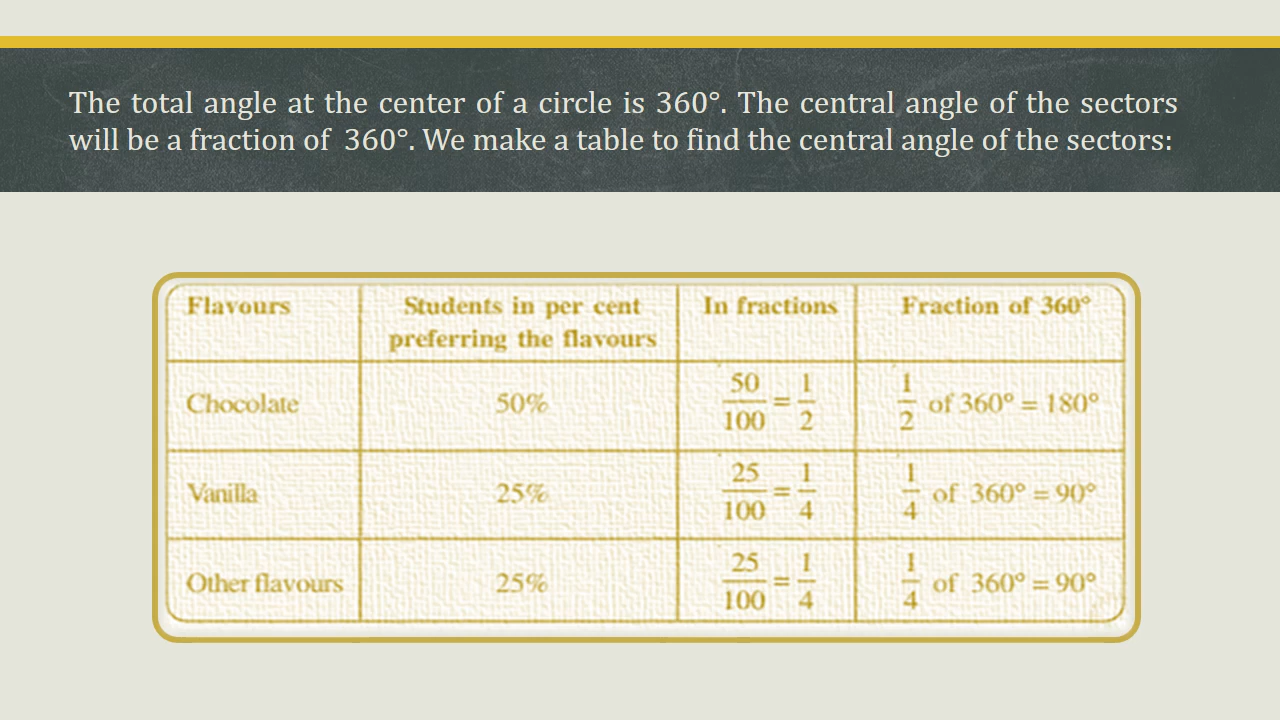 The total angle at the center of a circle is 360°. The central angle of the sectors
will be a fraction of 360°. We make a table to find the central angle of the sectors:
Flavours Students in per cent preferring the flavours In fractions Fraction of 360°
Chocolate 50% 50/100 = 1/2 1/2 of 360° = 180°
Vanilla 25% 25/100 = 1/4 1/4 of 360° = 90°
Other flavours 25% 25/100 = 1/4 1/4 of 360° = 90°